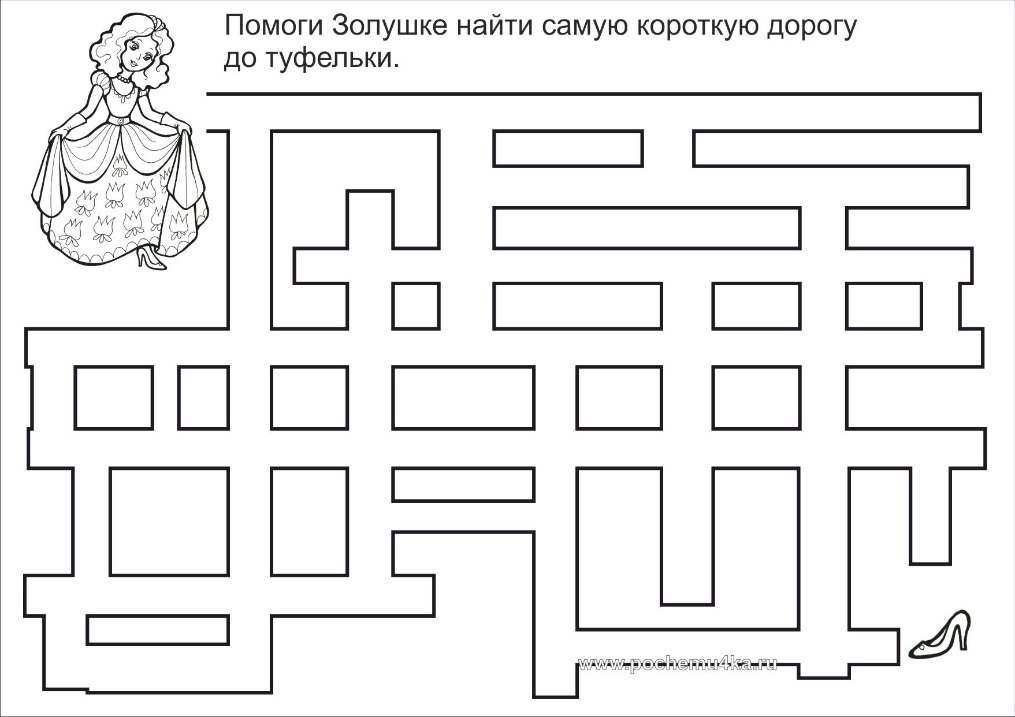 Помоги Золушке найти самую короткую дорогу
до туфельки.
www.pochemu4ka.ru